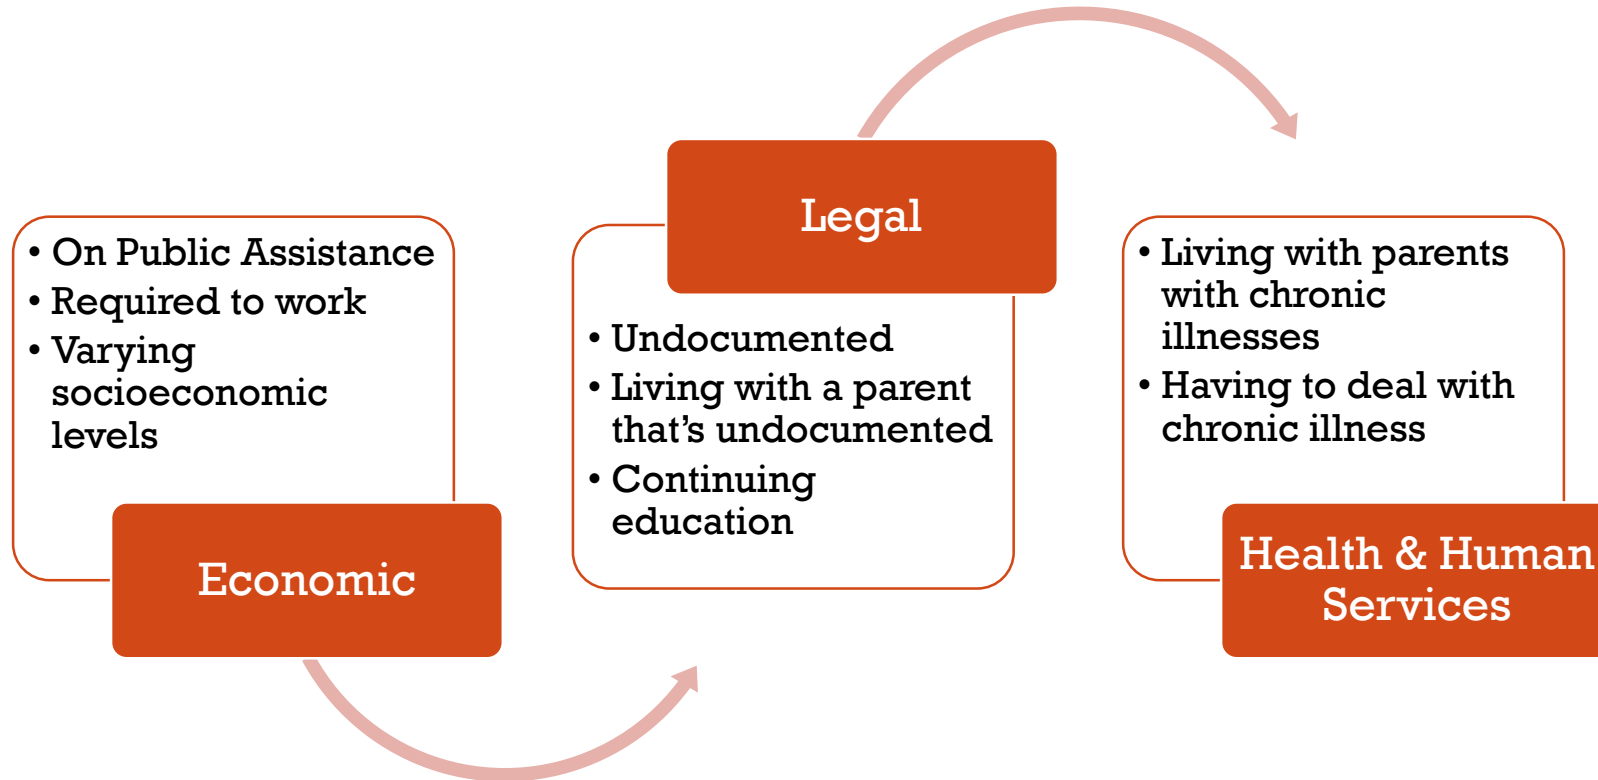 • On Public Assistance
• Required to work
• Varying
socioeconomic
levels
Economic
Legal
• Undocumented
• Living with a parent
that’s undocumented
• Continuing
education
• Living with parents
with chronic
illnesses
• Having to deal with
chronic illness
Health & Human
Services